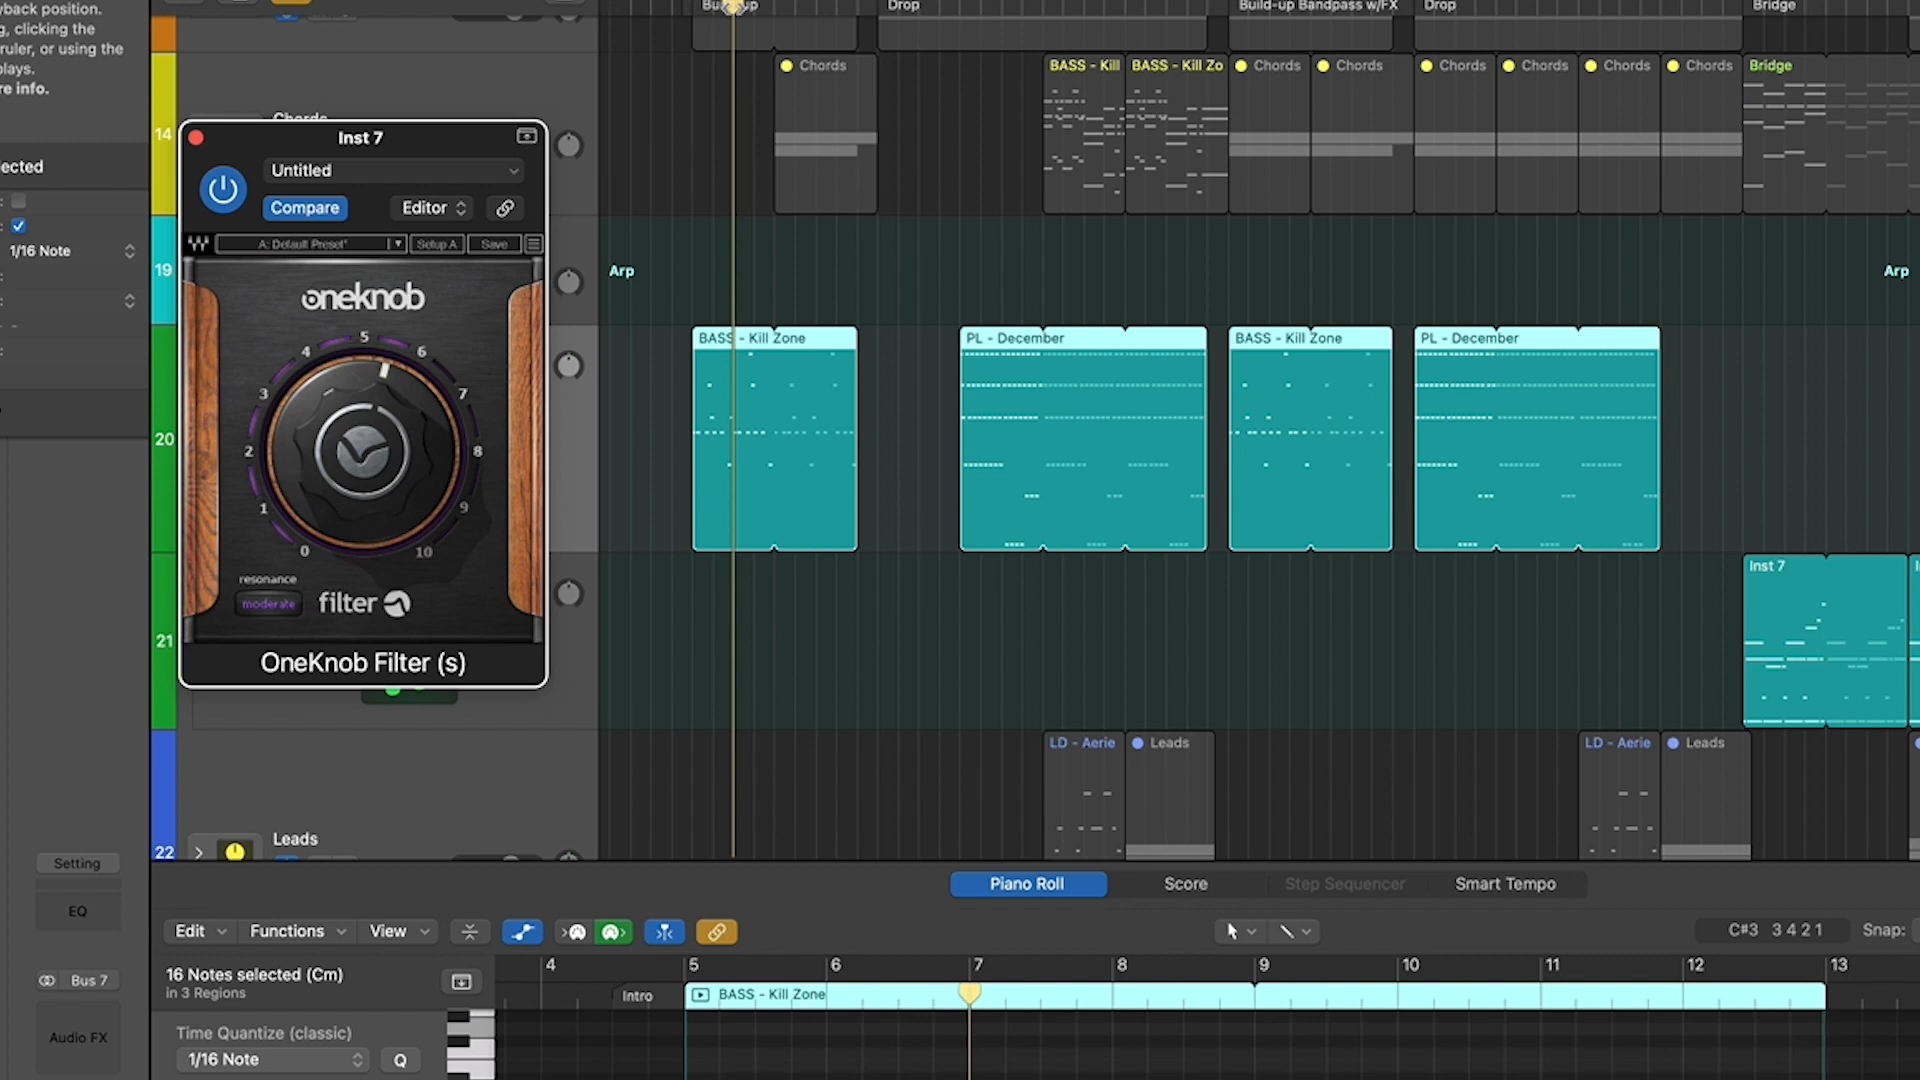 yback position.
g, clicking the
ruler, or using the
plays.
re info.
ected
1/16 Note
Setting
EQ
Bus 7
Audio FX
14
19
20
21
22
Chords
Leads
Inst 7
Untitled
Compare
Editor
A: Default Preset*
Setup A
Save
oneknob
0
1
2
3
4
5
6
7
8
9
10
resonance
moderate
filter
OneKnob Filter (s)
Drop
Build-up Bandpass w/FX
Drop
Bridge
Chords
BASS - Kill
BASS - Kill Zo
Chords
Chords
Chords
Chords
Chords
Chords
Bridge
Arp
Arp
BASS - Kill Zone
PL - December
BASS - Kill Zone
PL - December
Inst 7
LD - Aerie
Leads
LD - Aerie
Leads
Piano Roll
Score
Step Sequencer
Smart Tempo
Edit
Functions
View
C#3 3 4 2 1
Snap:
16 Notes selected (Cm)
in 3 Regions
Time Quantize (classic)
1/16 Note
Q
4
5
6
7
8
9
10
11
12
13
Intro
BASS - Kill Zone